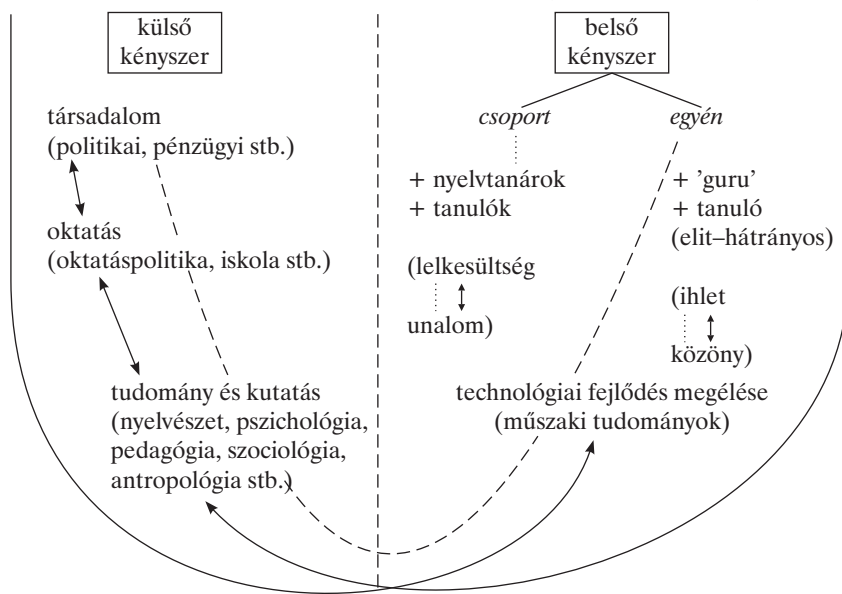 külső
kényszer
társadalom
(politikai, pénzügyi stb.)
oktatás
(oktatáspolitika, iskola stb.)
tudomány és kutatás
(nyelvészet, pszichológia,
pedagógia, szociológia,
antropológia stb.)
belső
kényszer
csoport
+ nyelvtanárok
+ tanulók
(lelkesültség
unalom)
egyén
+ 'guru'
+ tanuló
(elit–hátrányos)
(ihlet
közöny)
technológiai fejlődés megélése
(műszaki tudományok)